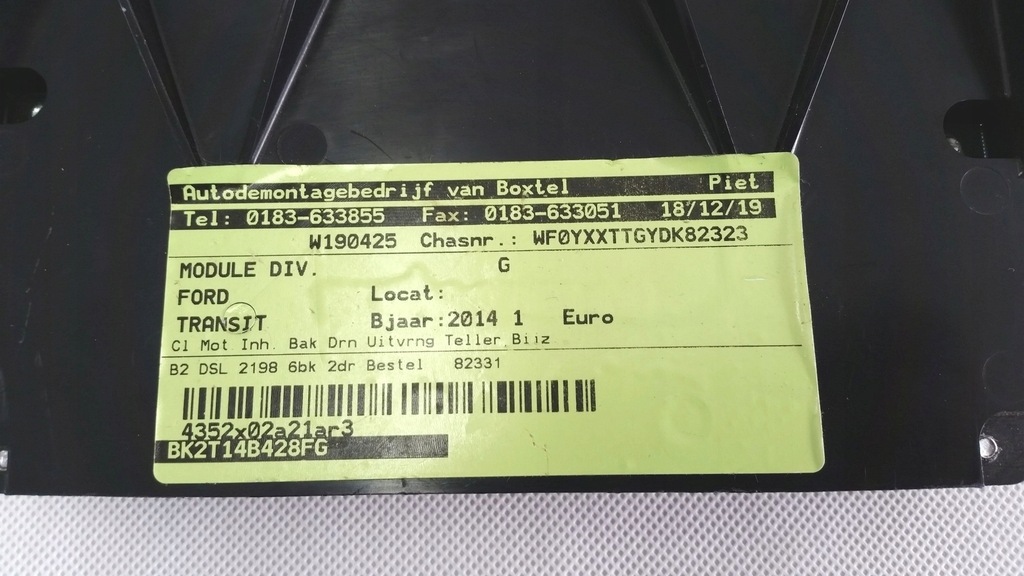 Autodemontagebedrijf van Boxtel Piet
Tel: 0183-633855 Fax: 0183-633051 18/12/19
W190425 Chasnr.: WF0YXXTTGYDK82323
MODULE DIV. G
FORD Locat:
TRANSIT Bjaar:2014 1 Euro
Cl Mot Inh. Bak Drn Uitvrng Teller Bijz
B2 DSL 2198 6bk 2dr Bestel 82331
4352x02a21ar3
BK2T14B428FG